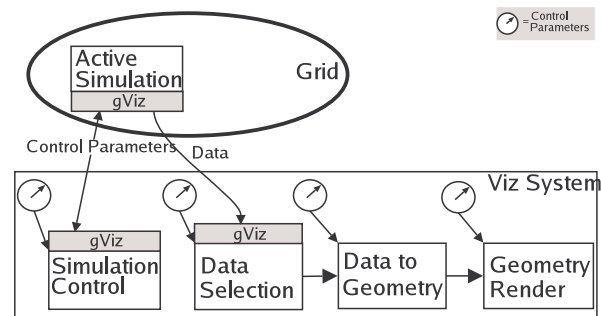 = Control
Parameters
Active
Simulation
gViz
Grid
Control Parameters
Data
Viz System
gViz
Simulation
Control
gViz
Data
Selection
Data to
Geometry
Geometry
Render